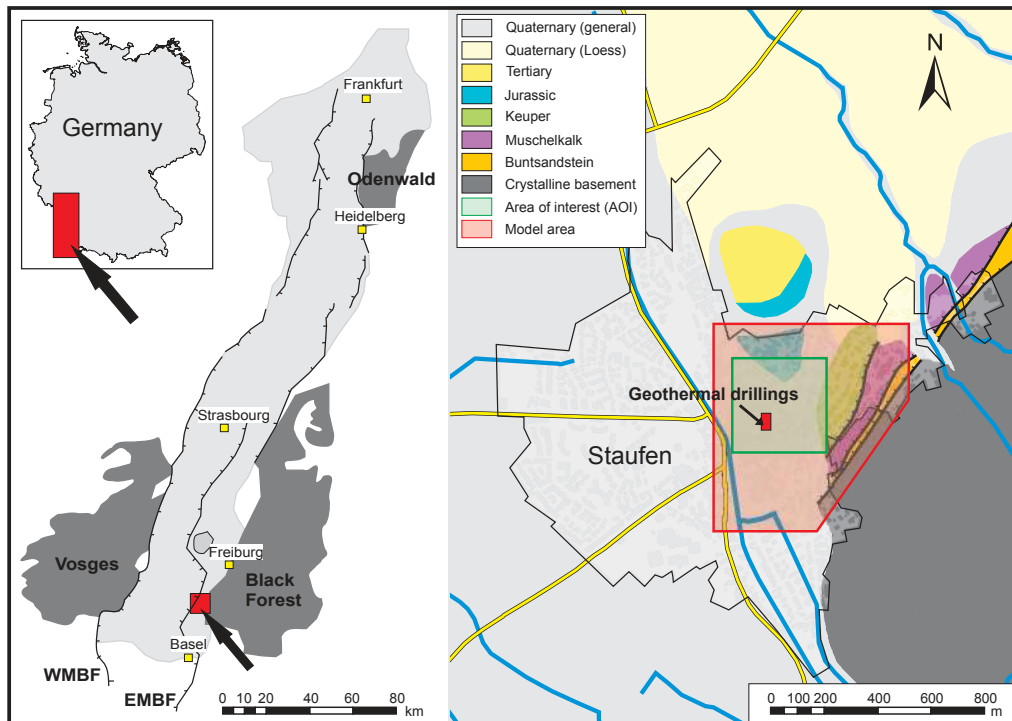 Germany
Frankfurt
Odenwald
Heidelberg
Strasbourg
Freiburg
Vosges
Black
Forest
Basel
WMBF
EMBF
0 10 20 40 60 80
km
Quaternary (general)
Quaternary (Loess)
Tertiary
Jurassic
Keuper
Muschelkalk
Buntsandstein
Crystalline basement
Area of interest (AOI)
Model area
N
Geothermal drillings
Staufen
0 100 200 400 600 800
m